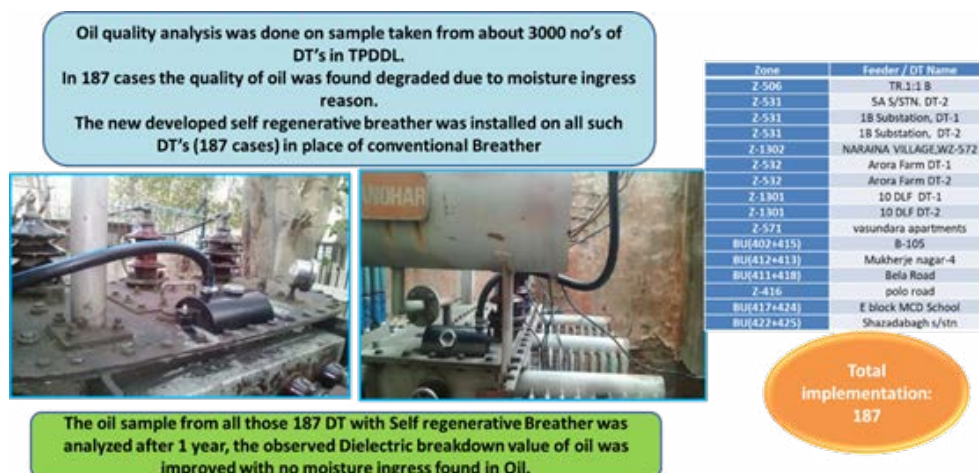 Oil quality analysis was done on sample taken from about 3000 no's of
DT's in TPDDL.
In 187 cases the quality of oil was found degraded due to moisture ingress
reason.
The new developed self regenerative breather was installed on all such
DT's (187 cases) in place of conventional Breather
Zone Feeder / DT Name
Z-506 TR.1:1 B
Z-531 5A S/STN. DT-2
Z-531 1B Substation, DT-1
Z-531 1B Substation, DT-2
Z-1302 NARAINA VILLAGE,WZ-572
Z-532 Arora Farm DT-1
Z-532 Arora Farm DT-2
Z-1301 10 DLF DT-1
Z-1301 10 DLF DT-2
Z-571 vasundara apartments
BU(402+415) B-105
BU(412+413) Mukherje nagar-4
BU(411+418) Bela Road
Z-416 polo road
BU(417+424) E block MCD School
BU(422+425) Shazadabagh s/stn
ANOHAR
Total
implementation:
187
The oil sample from all those 187 DT with Self regenerative Breather was
analyzed after 1 year, the observed Dielectric breakdown value of oil was
improved with no moisture ingress found in Oil.